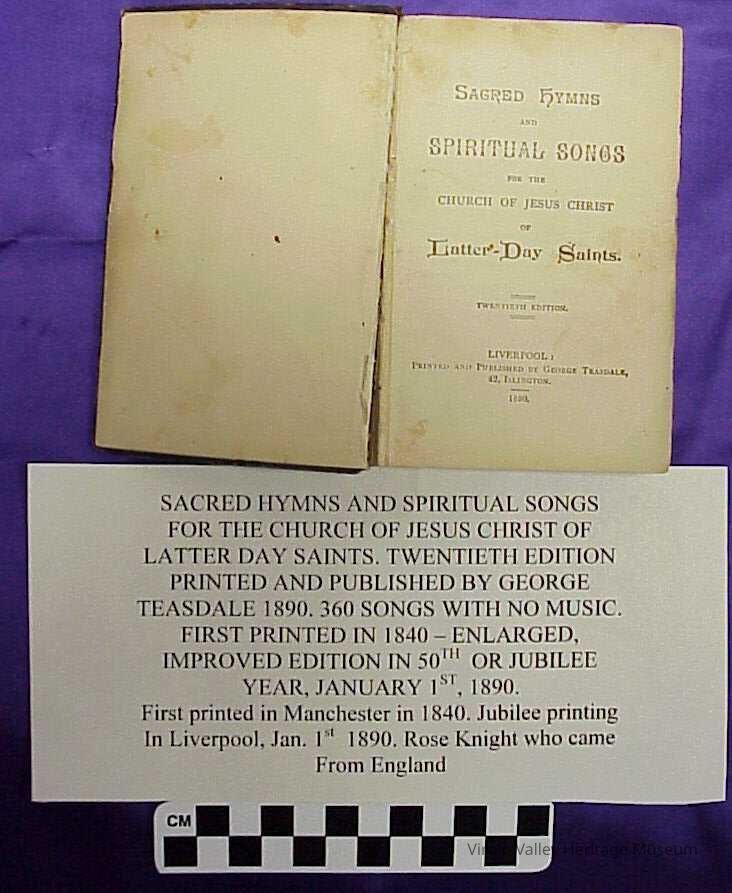 SACRED HYMNS
AND
SPIRITUAL SONGS
FOR THE
CHURCH OF JESUS CHRIST
OF
Latter-Day Saints.
TWENTIETH EDITION.
LIVERPOOL:
PRINTED AND PUBLISHED BY GEORGE TEASDALE,
42, ISLINGTON.
1890.
SACRED HYMNS AND SPIRITUAL SONGS
FOR THE CHURCH OF JESUS CHRIST OF
LATTER DAY SAINTS. TWENTIETH EDITION
PRINTED AND PUBLISHED BY GEORGE
TEASDALE 1890. 360 SONGS WITH NO MUSIC.
FIRST PRINTED IN 1840 – ENLARGED,
IMPROVED EDITION IN 50TH OR JUBILEE
YEAR, JANUARY 1ST, 1890.
First printed in Manchester in 1840. Jubilee printing
In Liverpool, Jan. 1st 1890. Rose Knight who came
From England
CM
Valley Heritage Museum